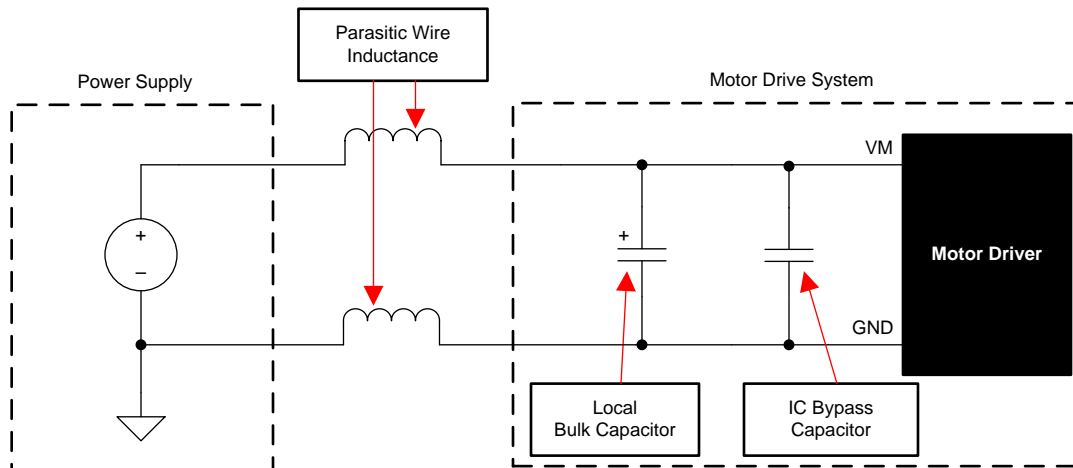 Parasitic Wire
Inductance
Power Supply
Motor Drive System
VM
+
–
+
Motor Driver
GND
Local
Bulk Capacitor
IC Bypass
Capacitor